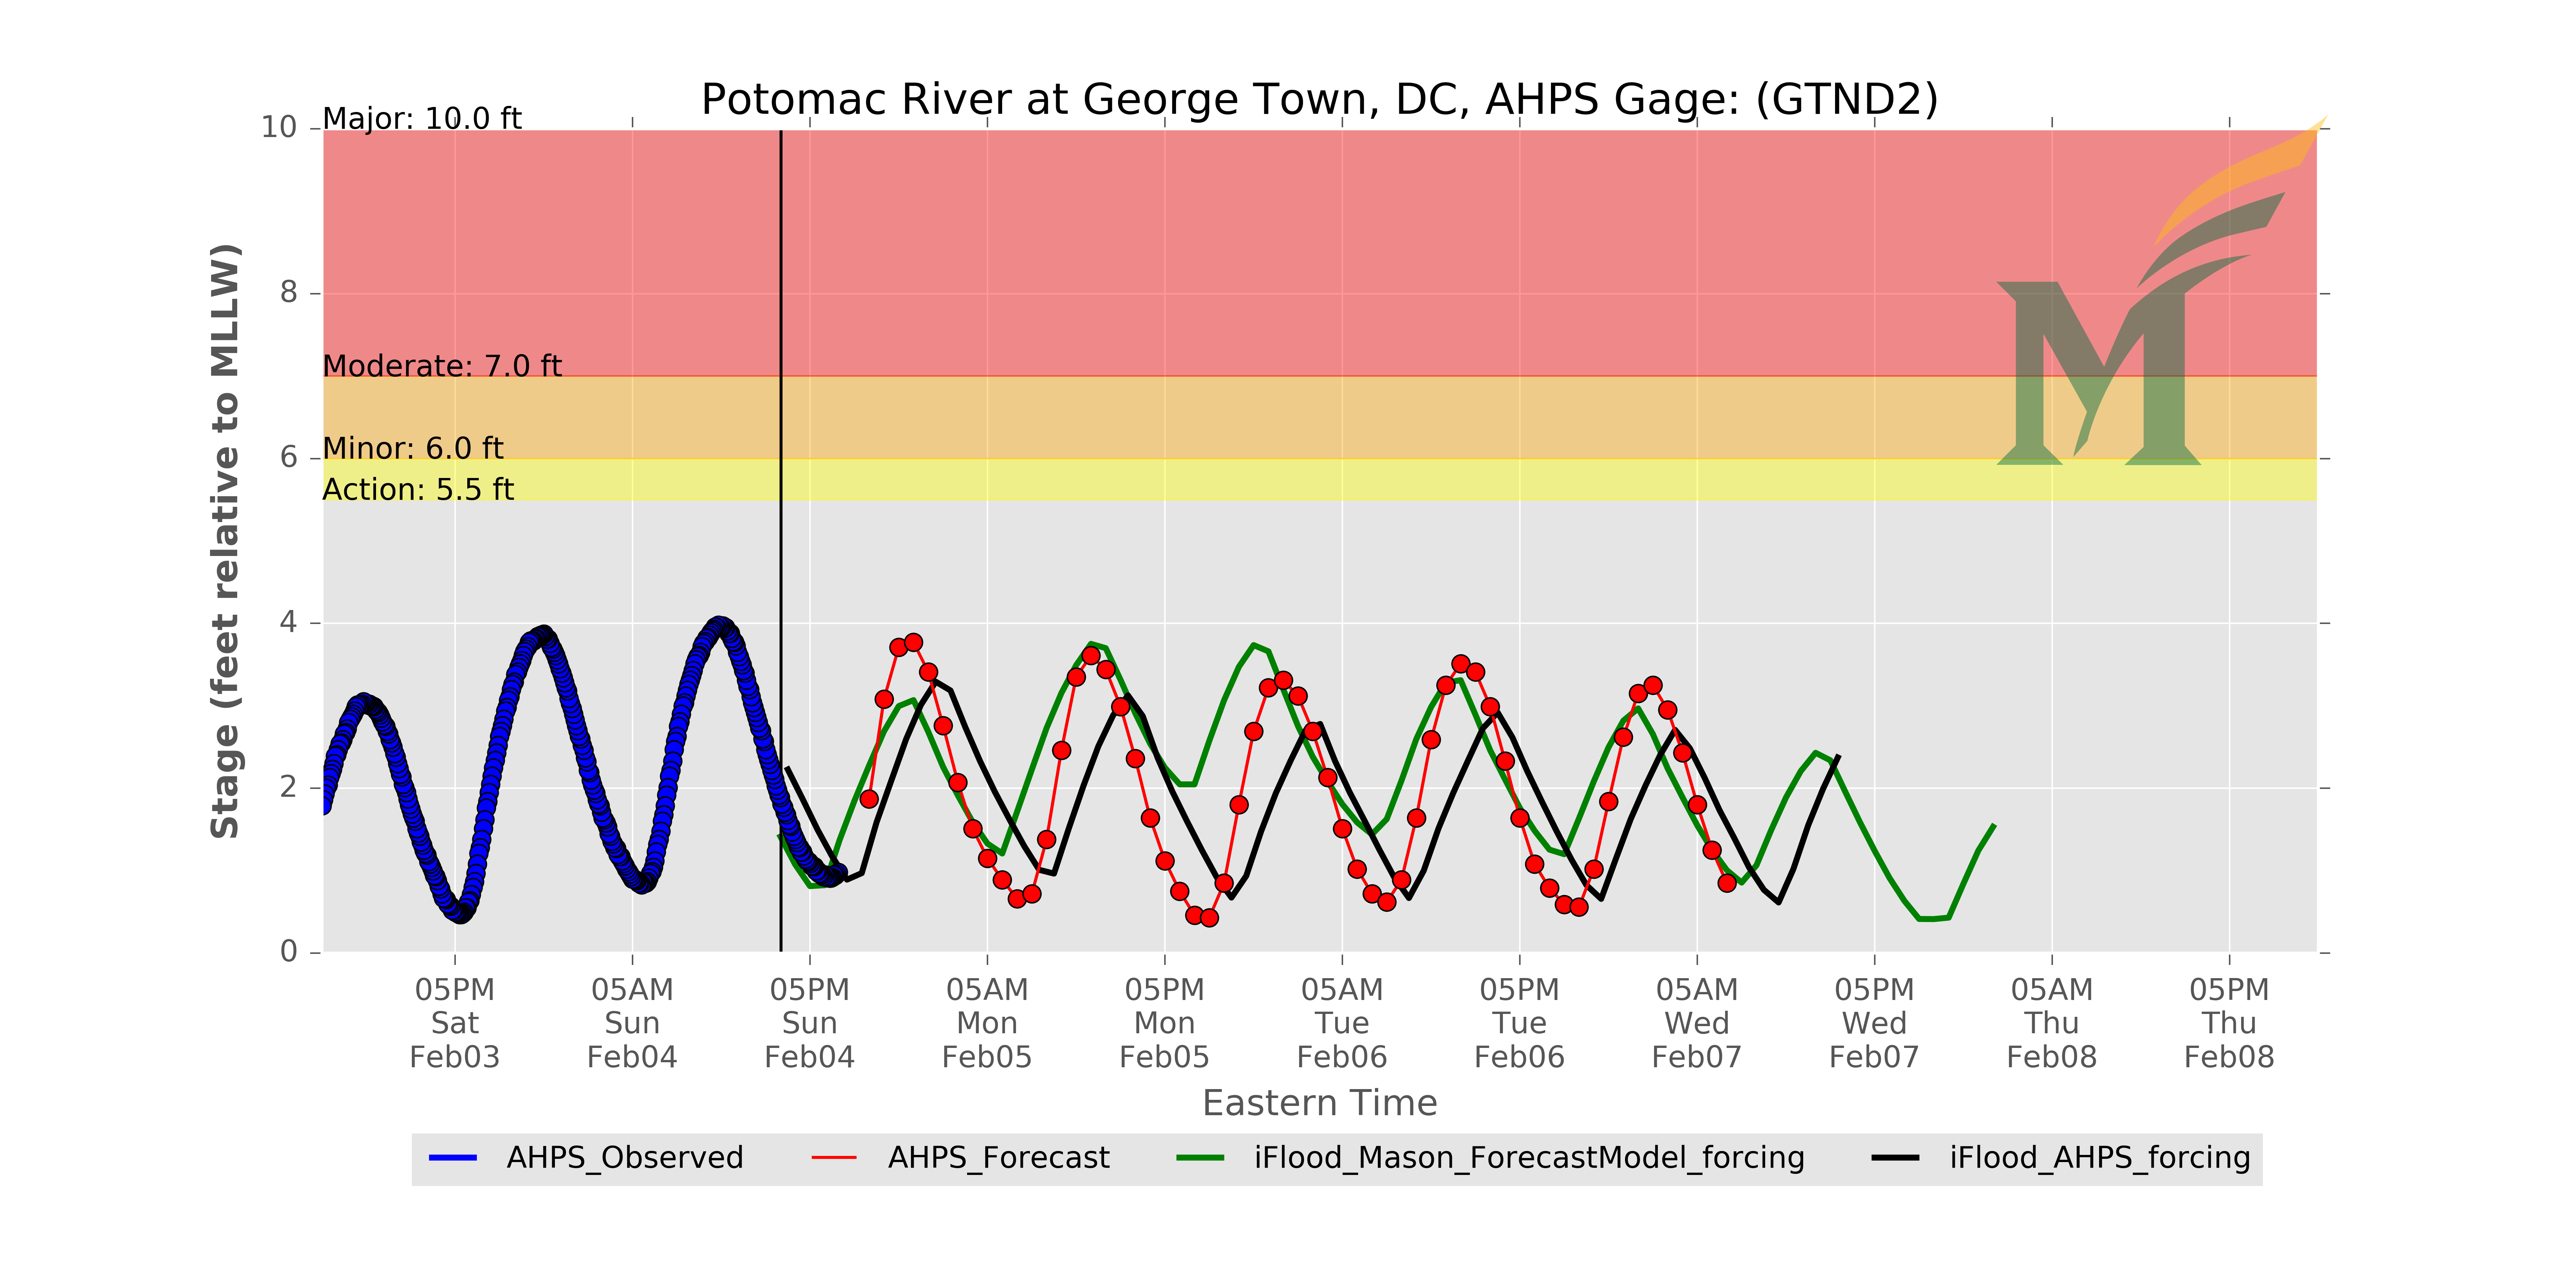 Potomac River at George Town, DC, AHPS Gage: (GTND2)
Major: 10.0 ft
Moderate: 7.0 ft
Minor: 6.0 ft
Action: 5.5 ft
10
8
6
4
2
0
Stage (feet relative to MLLW)
05PM 05AM 05PM 05AM 05PM 05AM 05PM 05AM 05PM 05AM 05PM
Sat Sun Sun Mon Mon Tue Tue Wed Wed Thu Thu
Feb03 Feb04 Feb04 Feb05 Feb05 Feb06 Feb06 Feb07 Feb07 Feb08 Feb08
Eastern Time
AHPS_Observed AHPS_Forecast iFlood_Mason_ForecastModel_forcing iFlood_AHPS_forcing
M